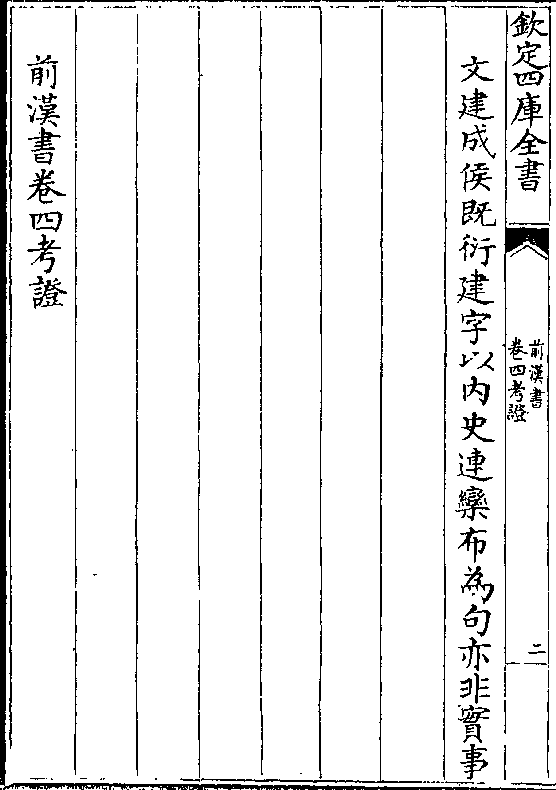 欽定四庫全書
前漢書
卷四考證
二
文建成侯既衍建字以内史連欒布為句亦非實事
前漢書卷四考證